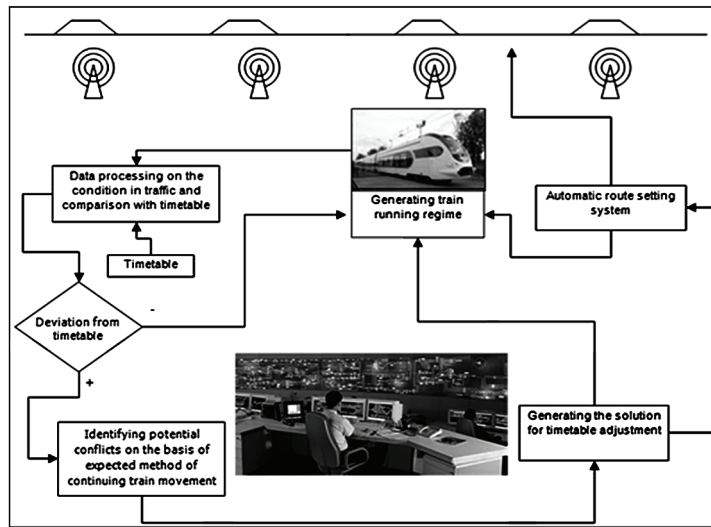 Data processing on the
condition in traffic and
comparison with timetable
Timetable
Generating train
running regime
Automatic route setting
system
Deviation from
timetable
-
+
Identifying potential
conflicts on the basis of
expected method of
continuing train movement
Generating the solution
for timetable adjustment